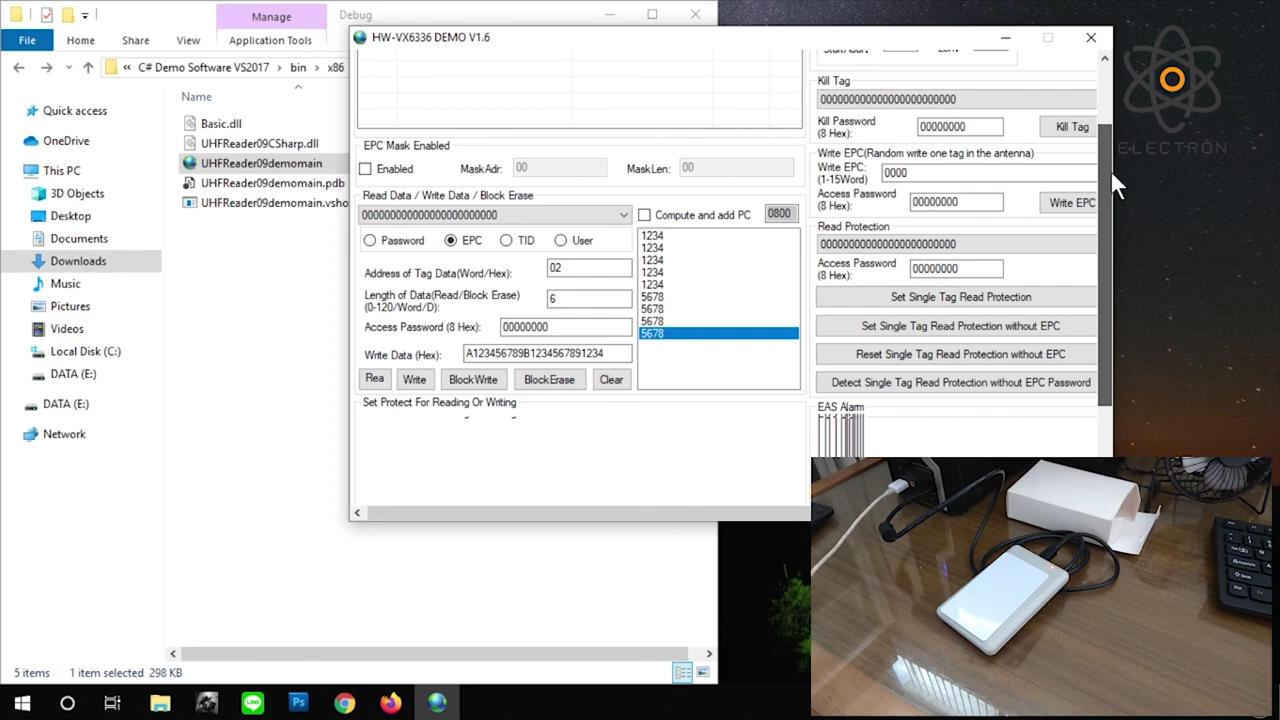 Manage
Debug
File
Home
Share
View
Application Tools
« C# Demo Software VS2017 › bin › x86
Quick access
OneDrive
This PC
3D Objects
Desktop
Documents
Downloads
Music
Pictures
Videos
Local Disk (C:)
DATA (E:)
DATA (E:)
Network
Name
Basic.dll
UHFReader09CSharp.dll
UHFReader09demomain
UHFReader09demomain.pdb
UHFReader09demomain.vsho
5 items
1 item selected 298 KB
HW-VX6336 DEMO V1.6
EPC Mask Enabled
Enabled
MaskAdr:
00
MaskLen:
00
Read Data / Write Data / Block Erase
000000000000000000000000
Compute and add PC
0800
Password
EPC
TID
User
Address of Tag Data(Word/Hex):
02
Length of Data(Read/Block Erase)
(0-120/Word/D):
6
Access Password (8 Hex):
00000000
Write Data (Hex):
A123456789B1234567891234
Rea
Write
BlockWrite
BlockErase
Clear
1234
1234
1234
1234
1234
5678
5678
5678
5678
Set Protect For Reading Or Writing
Kill Tag
000000000000000000000000
Kill Password
(8 Hex):
00000000
Kill Tag
Write EPC(Random write one tag in the antenna)
Write EPC:
(1-15Word)
0000
Access Password
(8 Hex):
00000000
Write EPC
Read Protection
000000000000000000000000
Access Password
(8 Hex):
00000000
Set Single Tag Read Protection
Set Single Tag Read Protection without EPC
Reset Single Tag Read Protection without EPC
Detect Single Tag Read Protection without EPC Password
EAS Alarm
ELECTRON
LINE
Ps